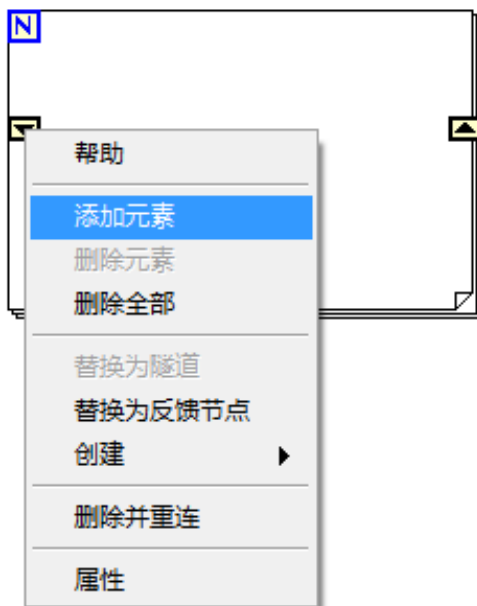 N
帮助
添加元素
删除元素
删除全部
替换为隧道
替换为反馈节点
创建
删除并重连
属性